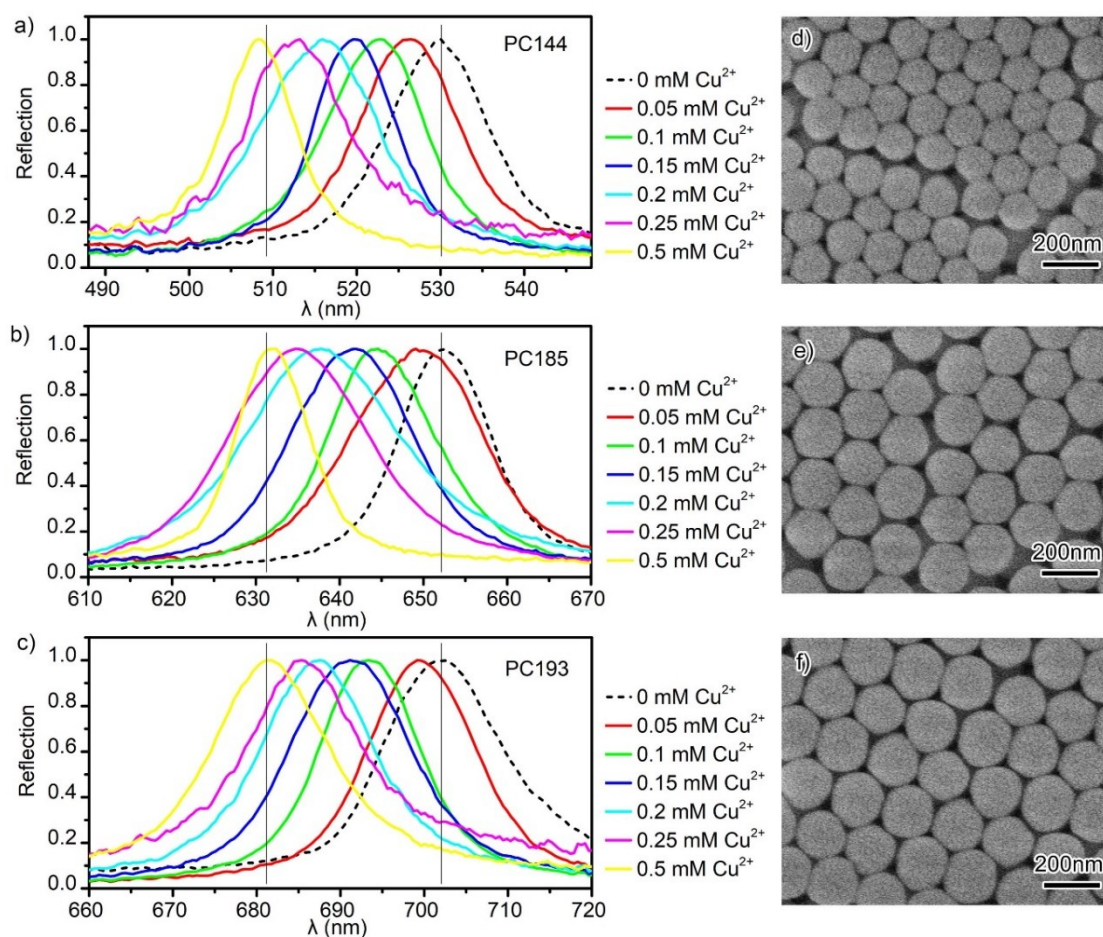 a)
PC144
Reflection
1.0
0.8
0.6
0.4
0.2
0.0
490 500 510 520 530 540
λ (nm)
0 mM Cu²⁺
0.05 mM Cu²⁺
0.1 mM Cu²⁺
0.15 mM Cu²⁺
0.2 mM Cu²⁺
0.25 mM Cu²⁺
0.5 mM Cu²⁺
d)
200nm
b)
PC185
Reflection
1.0
0.8
0.6
0.4
0.2
0.0
610 620 630 640 650 660 670
λ (nm)
0 mM Cu²⁺
0.05 mM Cu²⁺
0.1 mM Cu²⁺
0.15 mM Cu²⁺
0.2 mM Cu²⁺
0.25 mM Cu²⁺
0.5 mM Cu²⁺
e)
200nm
c)
PC193
Reflection
1.0
0.8
0.6
0.4
0.2
0.0
660 670 680 690 700 710 720
λ (nm)
0 mM Cu²⁺
0.05 mM Cu²⁺
0.1 mM Cu²⁺
0.15 mM Cu²⁺
0.2 mM Cu²⁺
0.25 mM Cu²⁺
0.5 mM Cu²⁺
f)
200nm